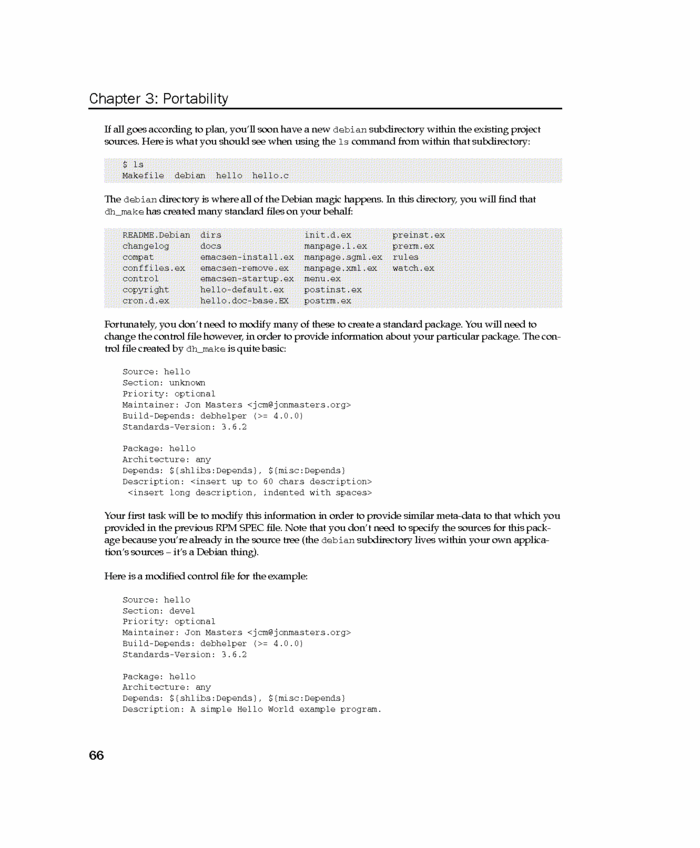 Chapter 3: Portability
If all goes according to plan, you'll soon have a new debian subdirectory within the existing project
sources. Here is what you should see when using the ls command from within that subdirectory:
$ ls
Makefile  debian  hello  hello.c
The debian directory is where all of the Debian magic happens. In this directory, you will find that
dh_make has created many standard files on your behalf:
README.Debian  dirs  init.d.ex  preinst.ex
changelog  docs  manpage.1.ex  prerm.ex
compat  emacsen-install.ex  manpage.sgml.ex  rules
conffiles.ex  emacsen-remove.ex  manpage.xml.ex  watch.ex
control  emacsen-startup.ex  menu.ex
copyright  hello-default.ex  postinst.ex
cron.d.ex  hello.doc-base.EX  postrm.ex
Fortunately, you don't need to modify many of these to create a standard package. You will need to
change the control file however, in order to provide information about your particular package. The con-
trol file created by dh_make is quite basic:
Source: hello
Section: unknown
Priority: optional
Maintainer: Jon Masters <jcm@jonmasters.org>
Build-Depends: debhelper (>= 4.0.0)
Standards-Version: 3.6.2
Package: hello
Architecture: any
Depends: ${shlibs:Depends}, ${misc:Depends}
Description: <insert up to 60 chars description>
<insert long description, indented with spaces>
Your first task will be to modify this information in order to provide similar meta-data to that which you
provided in the previous RPM SPEC file. Note that you don't need to specify the sources for this pack-
age because you're already in the source tree (the debian subdirectory lives within your own applica-
tion's sources – it's a Debian thing).
Here is a modified control file for the example:
Source: hello
Section: devel
Priority: optional
Maintainer: Jon Masters <jcm@jonmasters.org>
Build-Depends: debhelper (>= 4.0.0)
Standards-Version: 3.6.2
Package: hello
Architecture: any
Depends: ${shlibs:Depends}, ${misc:Depends}
Description: A simple Hello World example program.
66